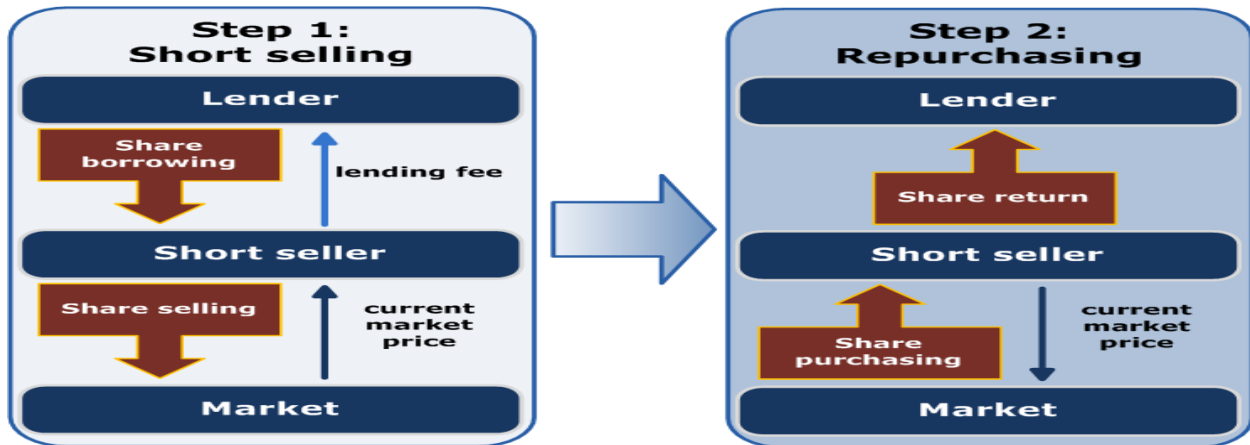 Step 1:
Short selling
Lender
Share
borrowing
lending fee
Short seller
Share selling
current
market
price
Market
Step 2:
Repurchasing
Lender
Share return
Short seller
Share
purchasing
current
market
price
Market